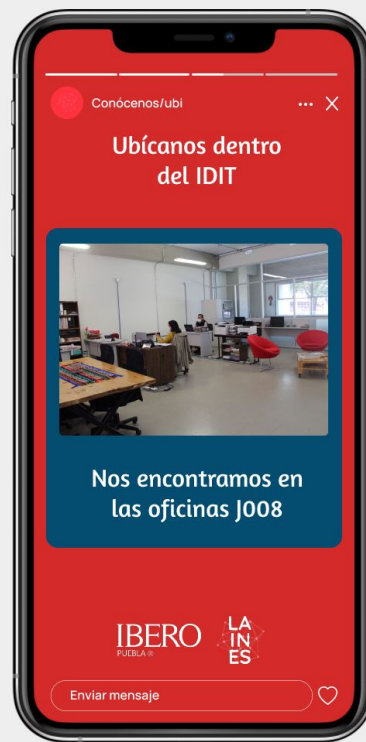 Conócenos/ubi
Ubícanos dentro
del IDIT
Nos encontramos en
las oficinas J008
IBERO
PUEBLA
LA
IN
ES
Enviar mensaje